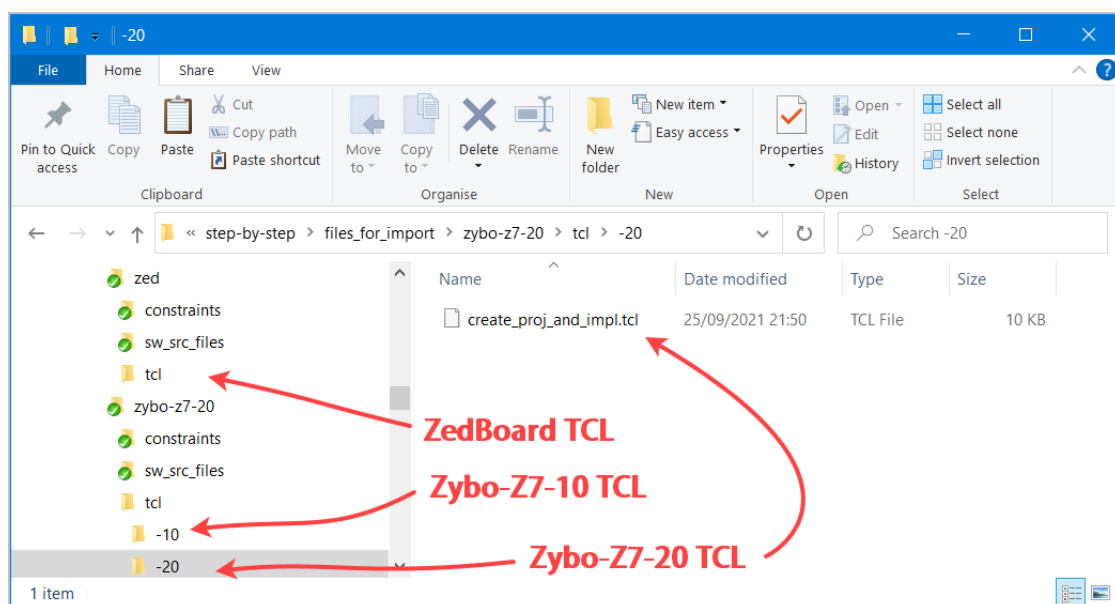 -20
File Home Share View
?
Pin to Quick access
Copy
Paste
Cut
Copy path
Paste shortcut
Clipboard
Move to
Copy to
Delete
Rename
Organise
New folder
New item
Easy access
New
Properties
Open
Edit
History
Open
Select all
Select none
Invert selection
Select
« step-by-step > files_for_import > zybo-z7-20 > tcl > -20
Search -20
zed
constraints
sw_src_files
tcl
zybo-z7-20
constraints
sw_src_files
tcl
-10
-20
Name Date modified Type Size
create_proj_and_impl.tcl 25/09/2021 21:50 TCL File 10 KB
ZedBoard TCL
Zybo-Z7-10 TCL
Zybo-Z7-20 TCL
1 item